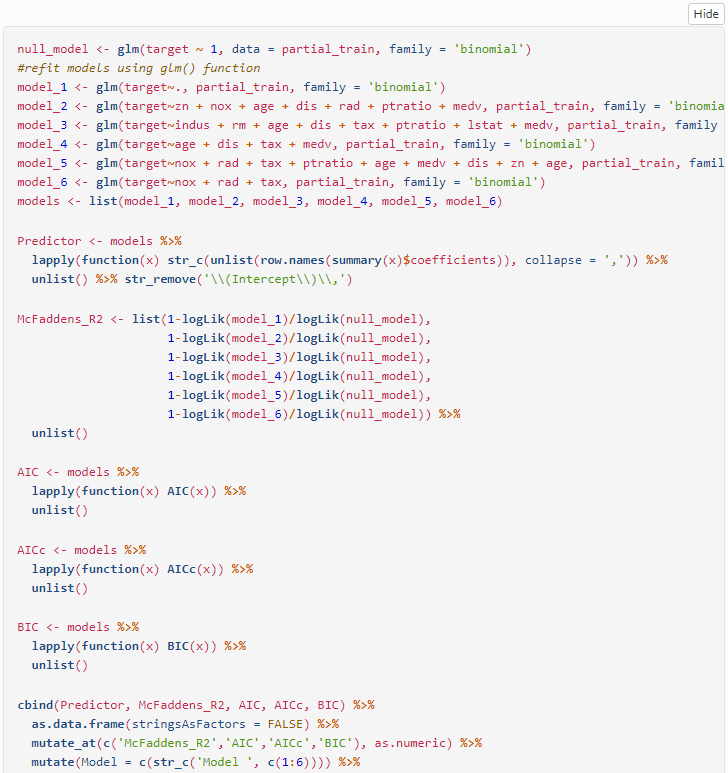 Hide
null_model <- glm(target ~ 1, data = partial_train, family = 'binomial')
#refit models using glm() function
model_1 <- glm(target~., partial_train, family = 'binomial')
model_2 <- glm(target~zn + nox + age + dis + rad + ptratio + medv, partial_train, family = 'binomia
model_3 <- glm(target~indus + rm + age + dis + tax + ptratio + lstat + medv, partial_train, family
model_4 <- glm(target~age + dis + tax + medv, partial_train, family = 'binomial')
model_5 <- glm(target~nox + rad + tax + ptratio + age + medv + dis + zn + age, partial_train, famil
model_6 <- glm(target~nox + rad + tax, partial_train, family = 'binomial')
models <- list(model_1, model_2, model_3, model_4, model_5, model_6)
Predictor <- models %>%
  lapply(function(x) str_c(unlist(row.names(summary(x)$coefficients)), collapse = ',')) %>%
  unlist() %>% str_remove('\\(Intercept\\)\\,')
McFaddens_R2 <- list(1-logLik(model_1)/logLik(null_model),
                    1-logLik(model_2)/logLik(null_model),
                    1-logLik(model_3)/logLik(null_model),
                    1-logLik(model_4)/logLik(null_model),
                    1-logLik(model_5)/logLik(null_model),
                    1-logLik(model_6)/logLik(null_model)) %>%
  unlist()
AIC <- models %>%
  lapply(function(x) AIC(x)) %>%
  unlist()
AICc <- models %>%
  lapply(function(x) AICc(x)) %>%
  unlist()
BIC <- models %>%
  lapply(function(x) BIC(x)) %>%
  unlist()
cbind(Predictor, McFaddens_R2, AIC, AICc, BIC) %>%
  as.data.frame(stringsAsFactors = FALSE) %>%
  mutate_at(c('McFaddens_R2','AIC','AICc','BIC'), as.numeric) %>%
  mutate(Model = c(str_c('Model ', c(1:6)))) %>%